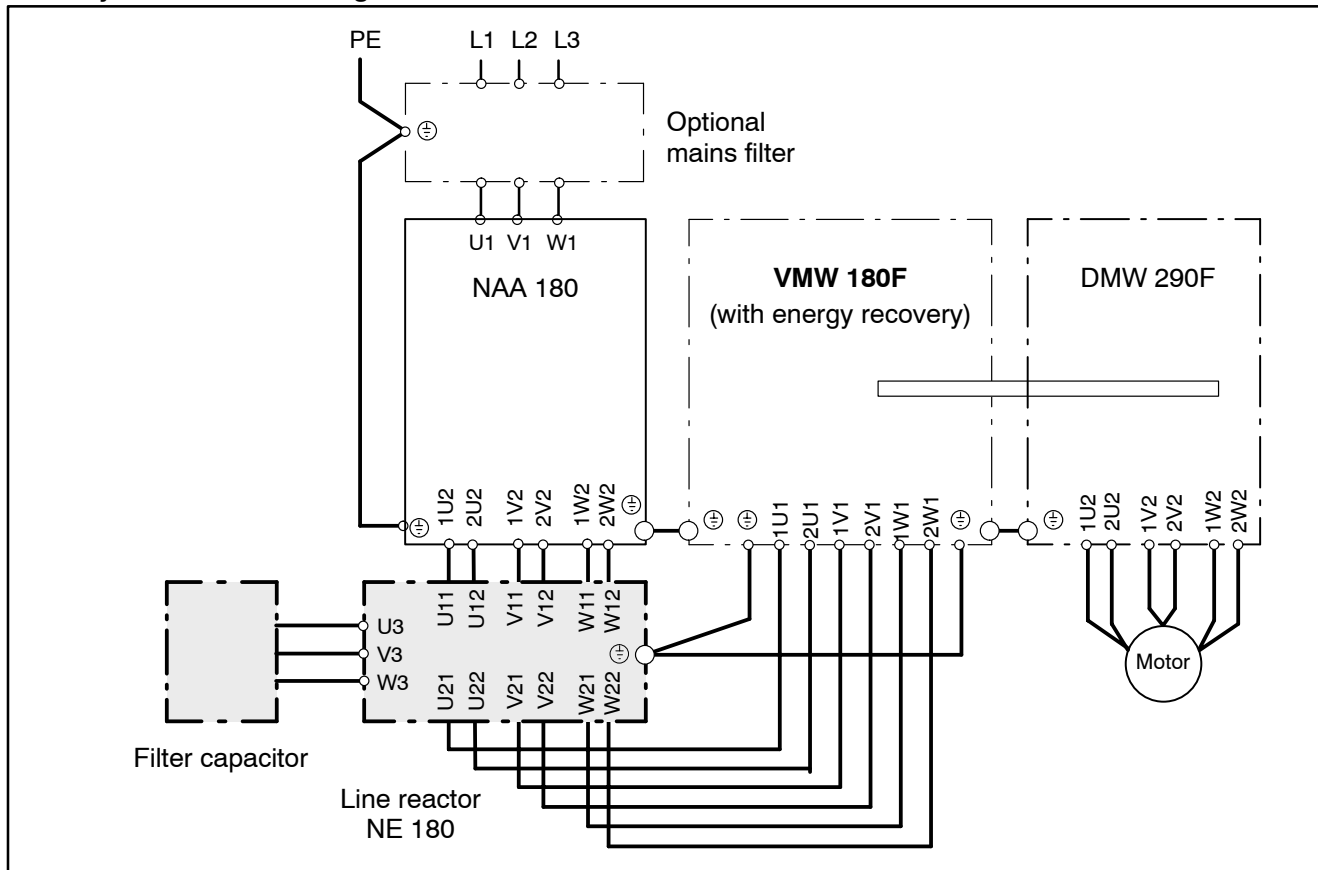 PE
L1 L2 L3
Optional
mains filter
U1 V1 W1
NAA 180
VMW 180F
(with energy recovery)
DMW 290F
1U2 2U2 1V2 2V2 1W2 2W2
1U1 2U1 1V1 2V1 1W1 2W1
1U2 2U2 1V2 2V2 1W2 2W2
U11 U12 V11 V12 W11 W12
U3
V3
W3
U21 U22 V21 V22 W21 W22
Motor
Filter capacitor
Line reactor
NE 180